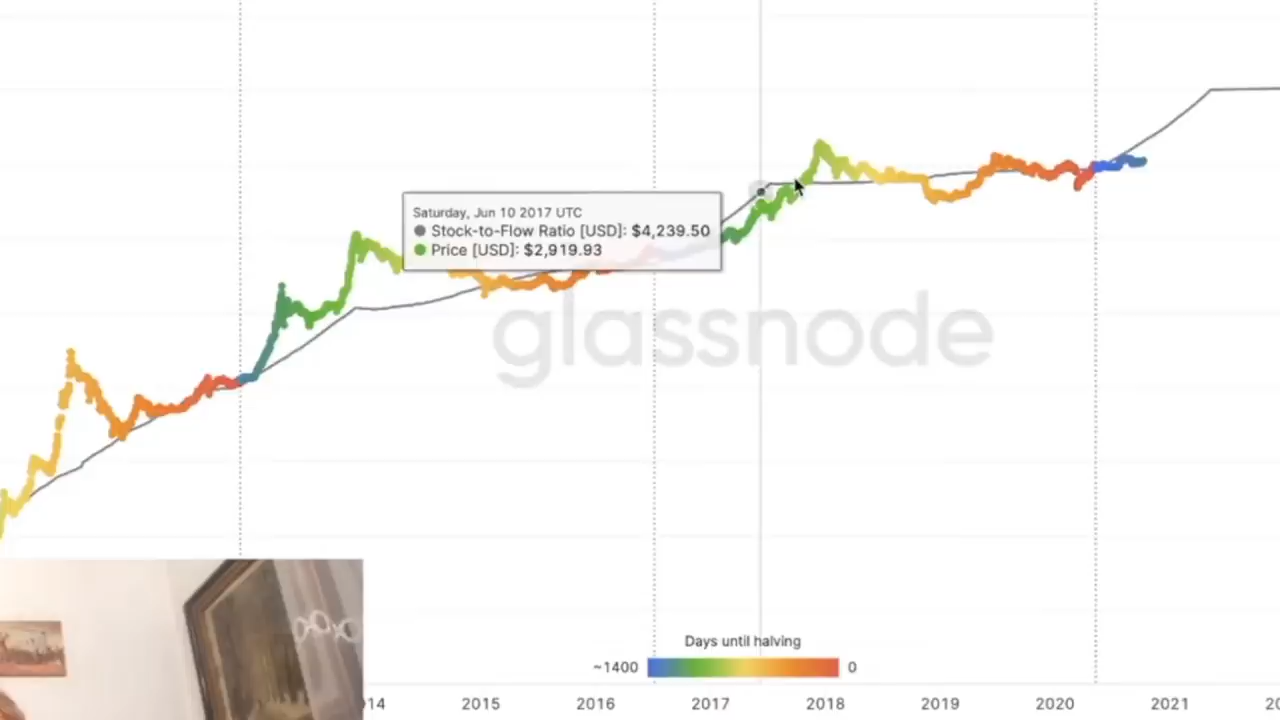 Saturday, Jun 10 2017 UTC
Stock-to-Flow Ratio [USD]: $4,239.50
Price [USD]: $2,919.93
glassnode
Days until halving
~1400 0
2015 2016 2017 2018 2019 2020 2021